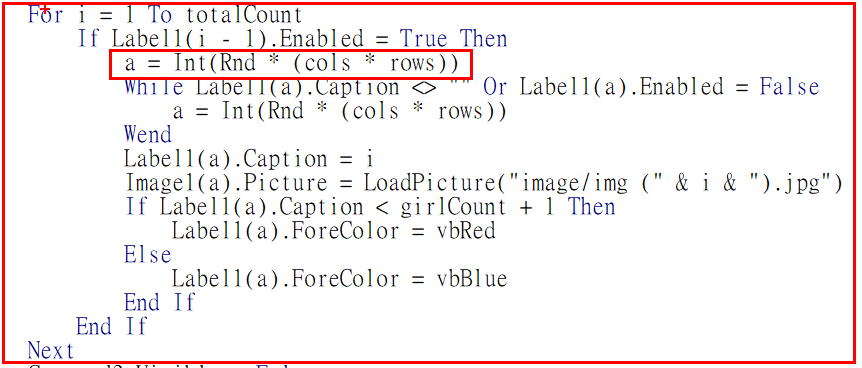 For i = 1 To totalCount
If Label1(i - 1).Enabled = True Then
a = Int(Rnd * (cols * rows))
While Label1(a).Caption <> "" Or Label1(a).Enabled = False
a = Int(Rnd * (cols * rows))
Wend
Label1(a).Caption = i
Image1(a).Picture = LoadPicture("image/img (" & i & ").jpg")
If Label1(a).Caption < girlCount + 1 Then
Label1(a).ForeColor = vbRed
Else
Label1(a).ForeColor = vbBlue
End If
End If
Next